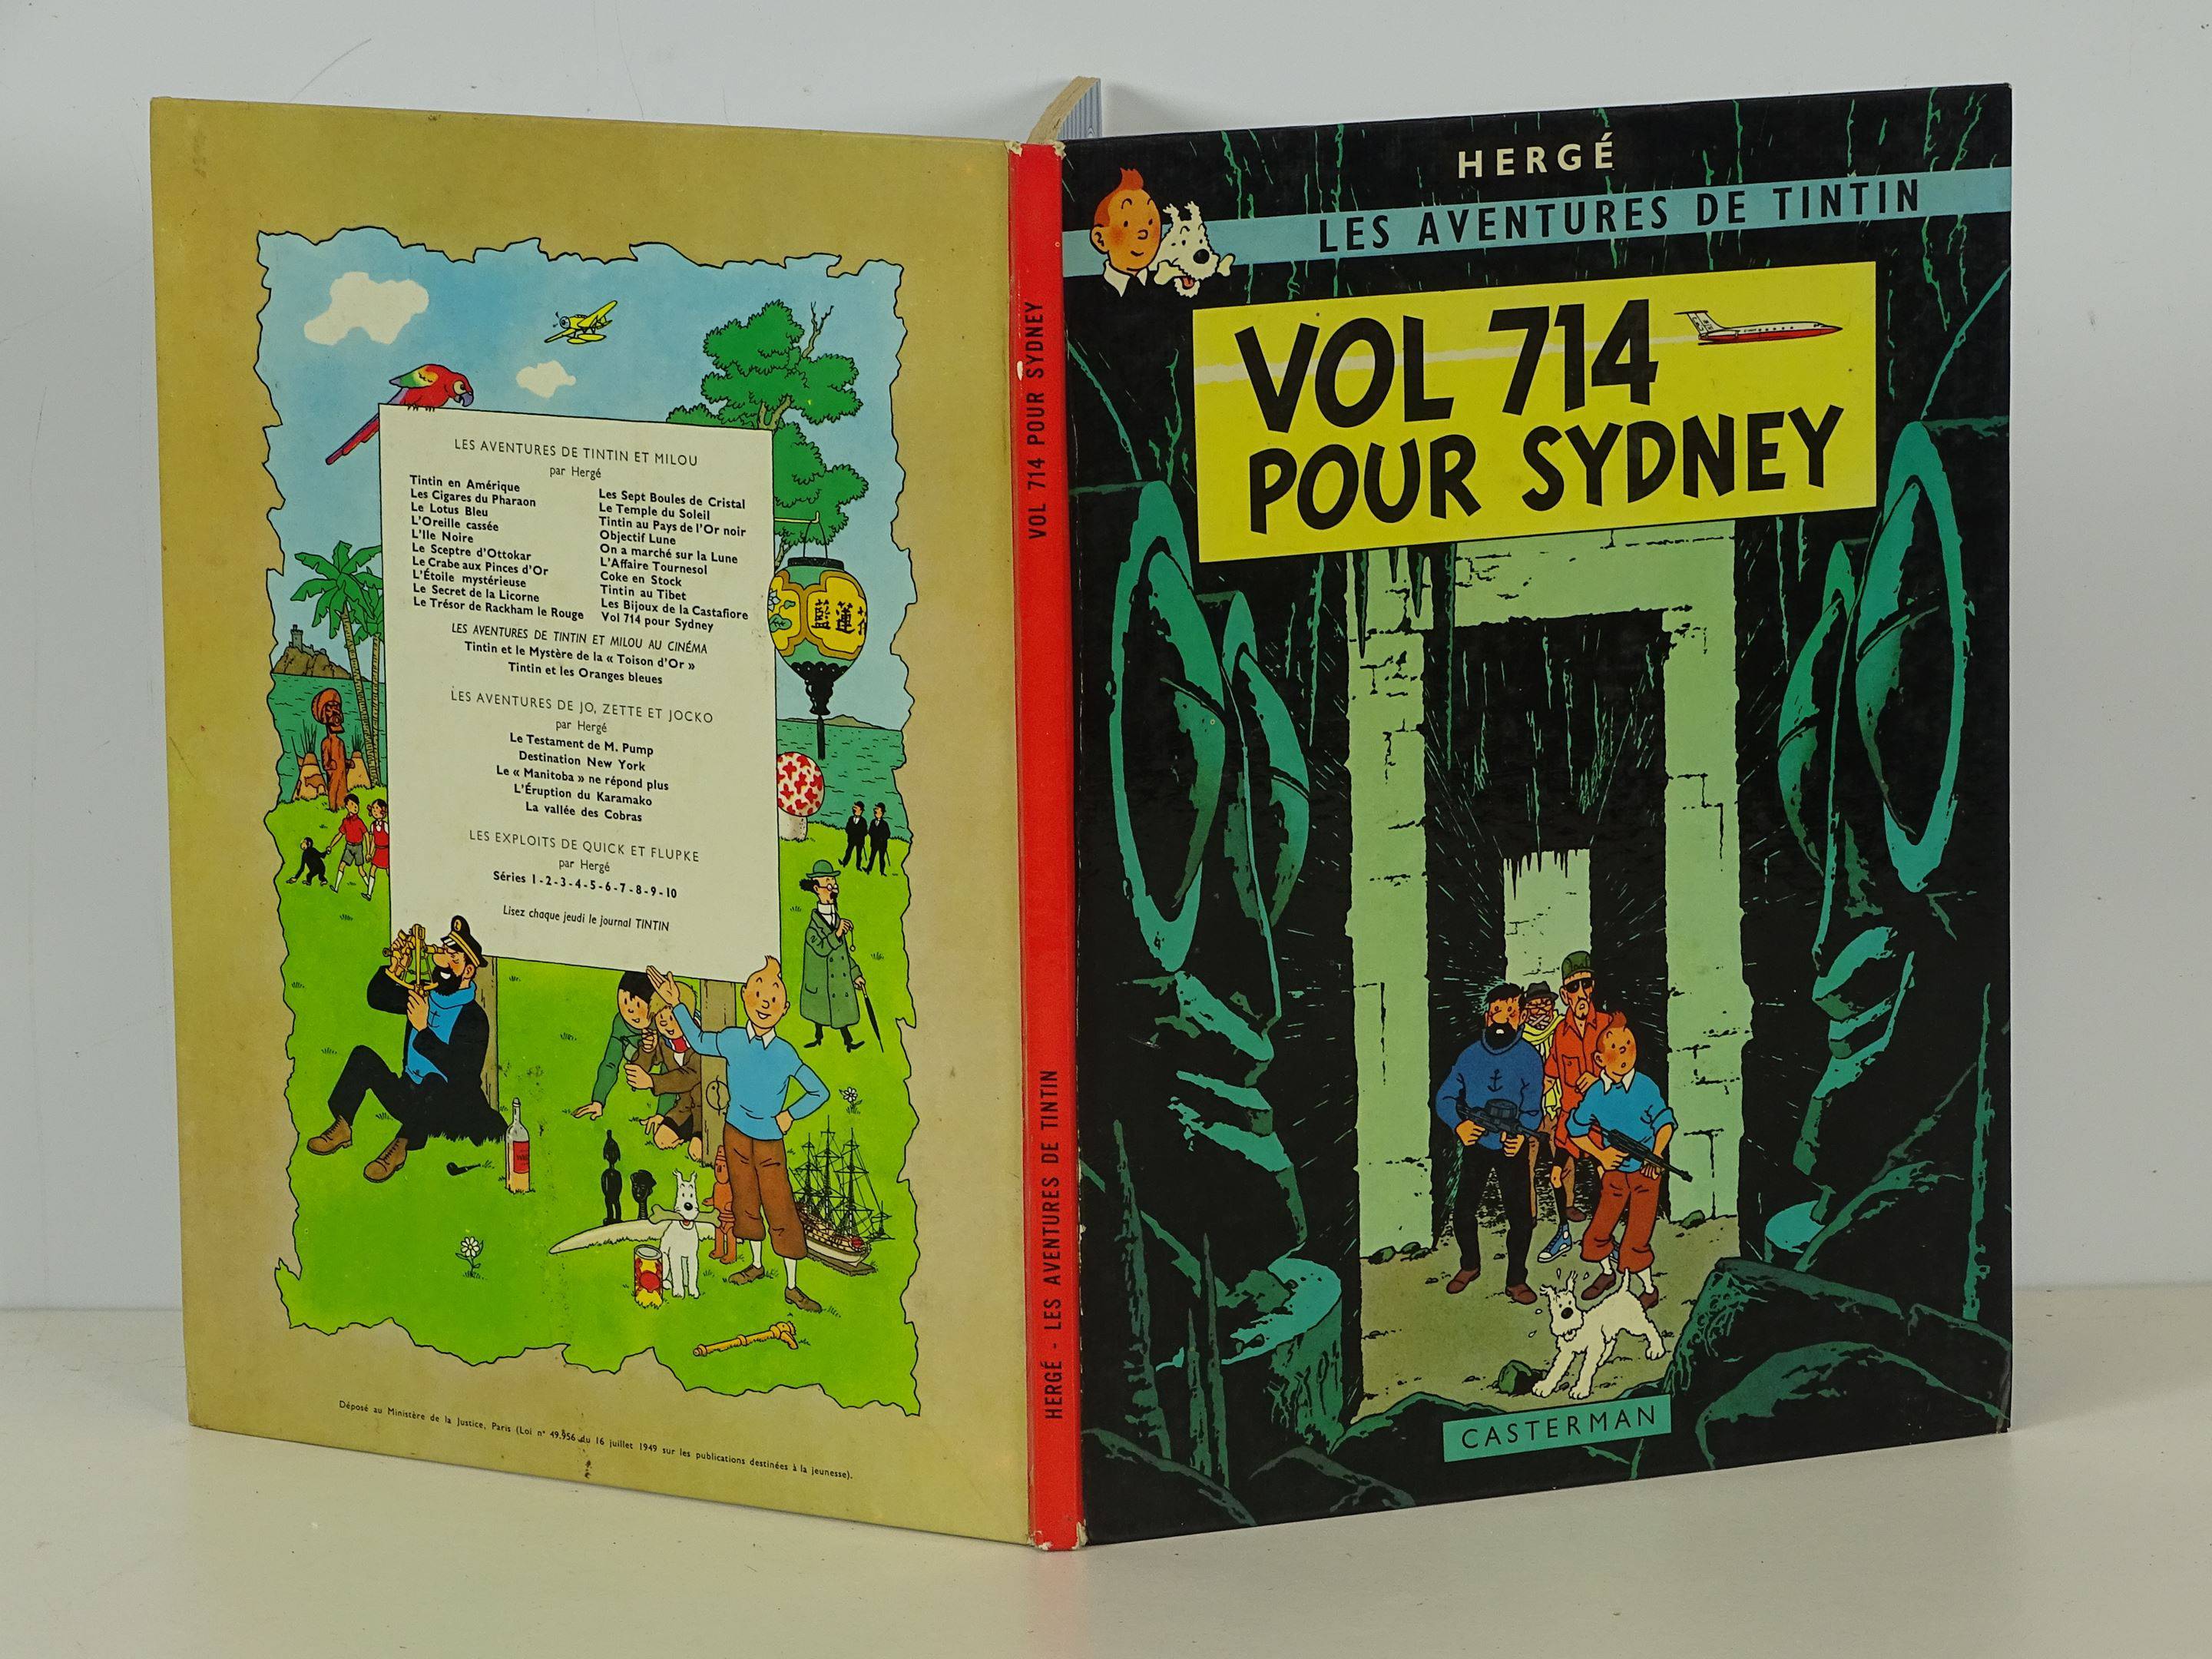 LES AVENTURES DE TINTIN ET MILOU
par Hergé
Tintin en Amérique
Les Cigares du Pharaon
Le Lotus Bleu
L'Oreille cassée
L'Ile Noire
Le Sceptre d'Ottokar
Le Crabe aux Pinces d'Or
L'Étoile mystérieuse
Le Secret de la Licorne
Le Trésor de Rackham le Rouge
Les Sept Boules de Cristal
Le Temple du Soleil
Tintin au Pays de l'Or noir
Objectif Lune
On a marché sur la Lune
L'Affaire Tournesol
Coke en Stock
Tintin au Tibet
Les Bijoux de la Castafiore
Vol 714 pour Sydney
LES AVENTURES DE TINTIN ET MILOU AU CINÉMA
Tintin et le Mystère de la « Toison d'Or »
Tintin et les Oranges bleues
LES AVENTURES DE JO, ZETTE ET JOCKO
par Hergé
Le Testament de M. Pump
Destination New York
Le « Manitoba » ne répond plus
L'Éruption du Karamako
La vallée des Cobras
LES EXPLOITS DE QUICK ET FLUPKE
par Hergé
Séries 1 - 2 - 3 - 4 - 5 - 6 - 7 - 8 - 9 - 10
Lisez chaque jeudi le journal TINTIN
藍蓮花
Déposé au Ministère de la Justice, Paris (Loi n° 49.956 du 16 juillet 1949 sur les publications destinées à la jeunesse).
HERGÉ - LES AVENTURES DE TINTIN VOL 714 POUR SYDNEY
HERGÉ
LES AVENTURES DE TINTIN
VOL 714
POUR SYDNEY
CASTERMAN